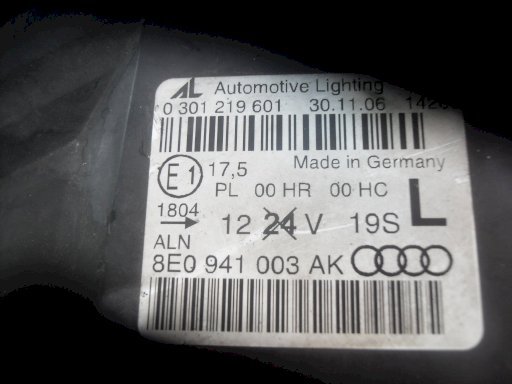 AL Automotive Lighting
0 301 219 601 30.11.06
E1 17,5 Made in Germany
PL 00 HR 00 HC L
1804
12 24 V 19S
ALN
8E0 941 003 AK